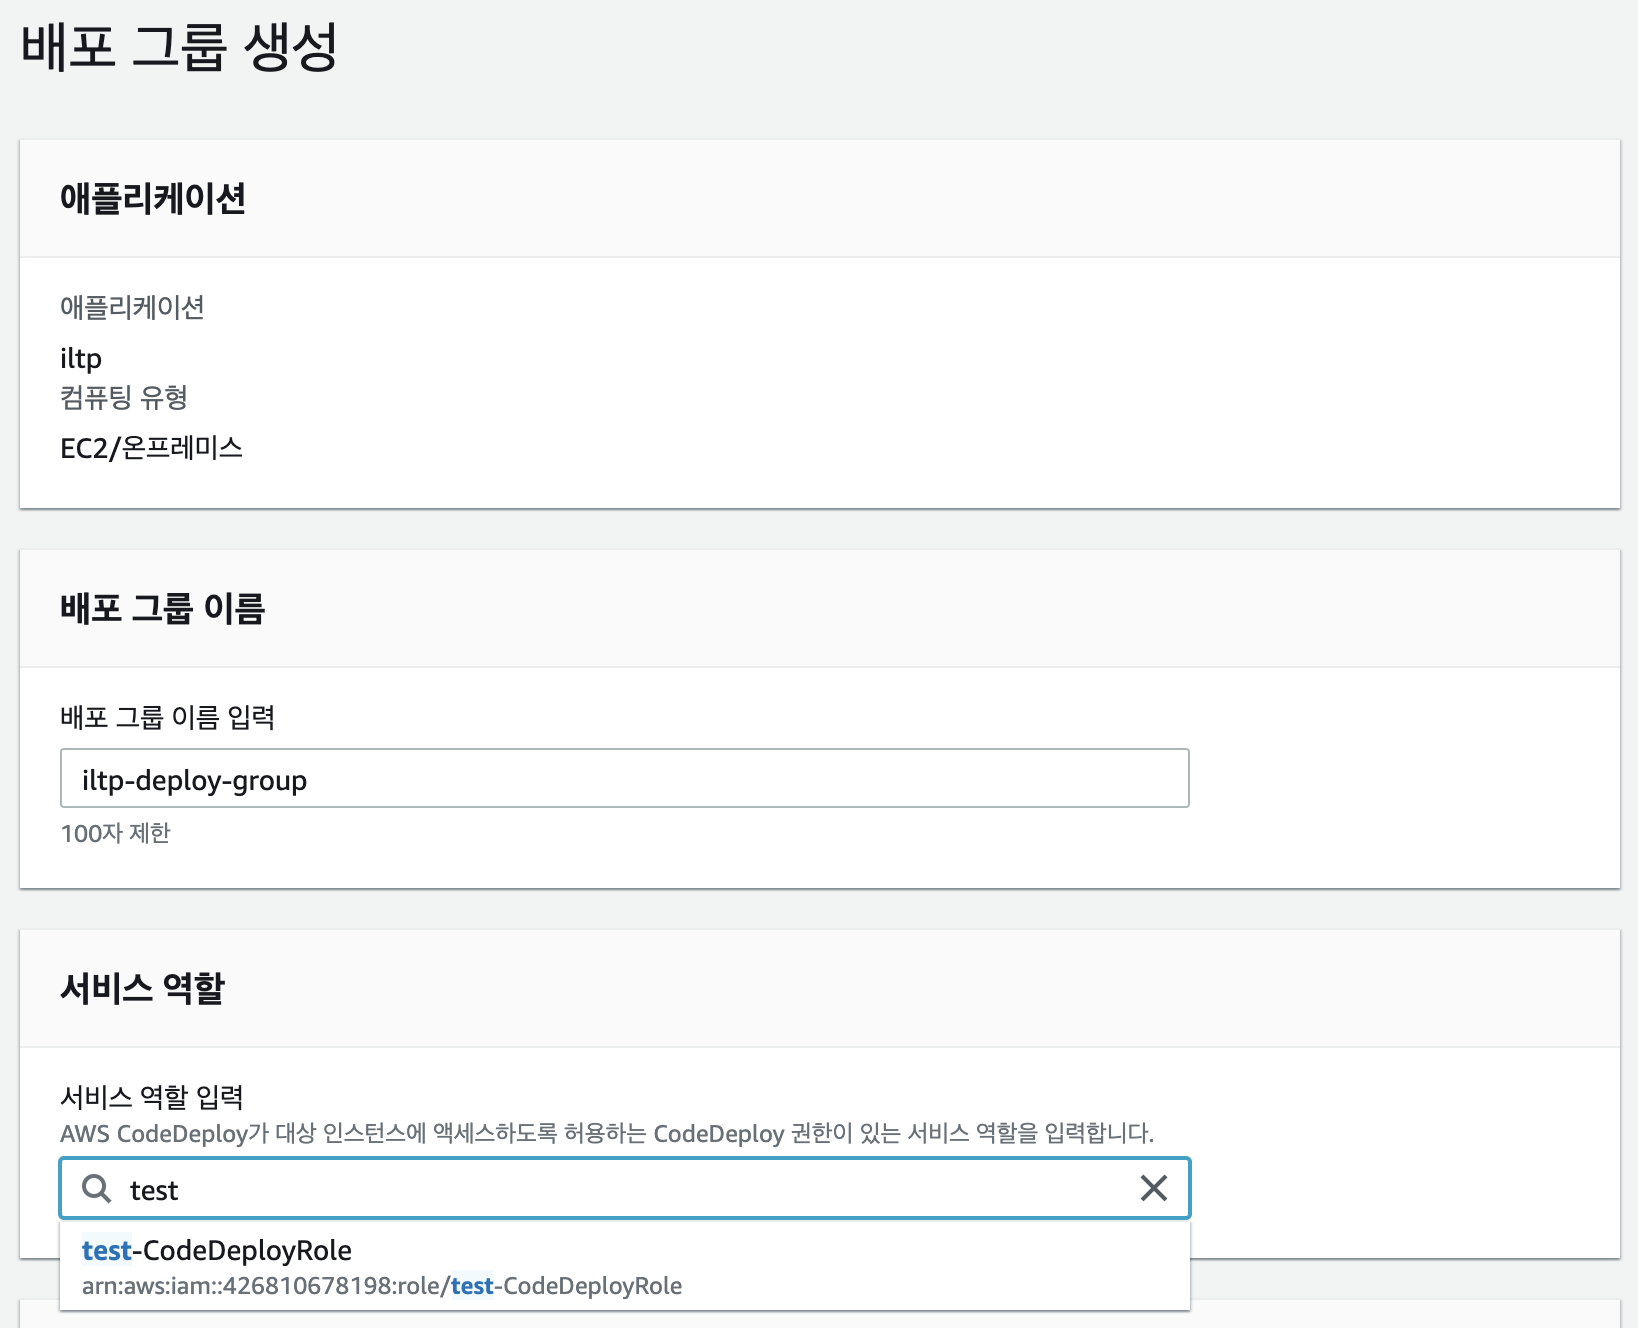 배포 그룹 생성
애플리케이션
애플리케이션
iltp
컴퓨팅 유형
EC2/온프레미스
배포 그룹 이름
배포 그룹 이름 입력
iltp-deploy-group
100자 제한
서비스 역할
서비스 역할 입력
AWS CodeDeploy가 대상 인스턴스에 액세스하도록 허용하는 CodeDeploy 권한이 있는 서비스 역할을 입력합니다.
test
test-CodeDeployRole
arn:aws:iam::426810678198:role/test-CodeDeployRole